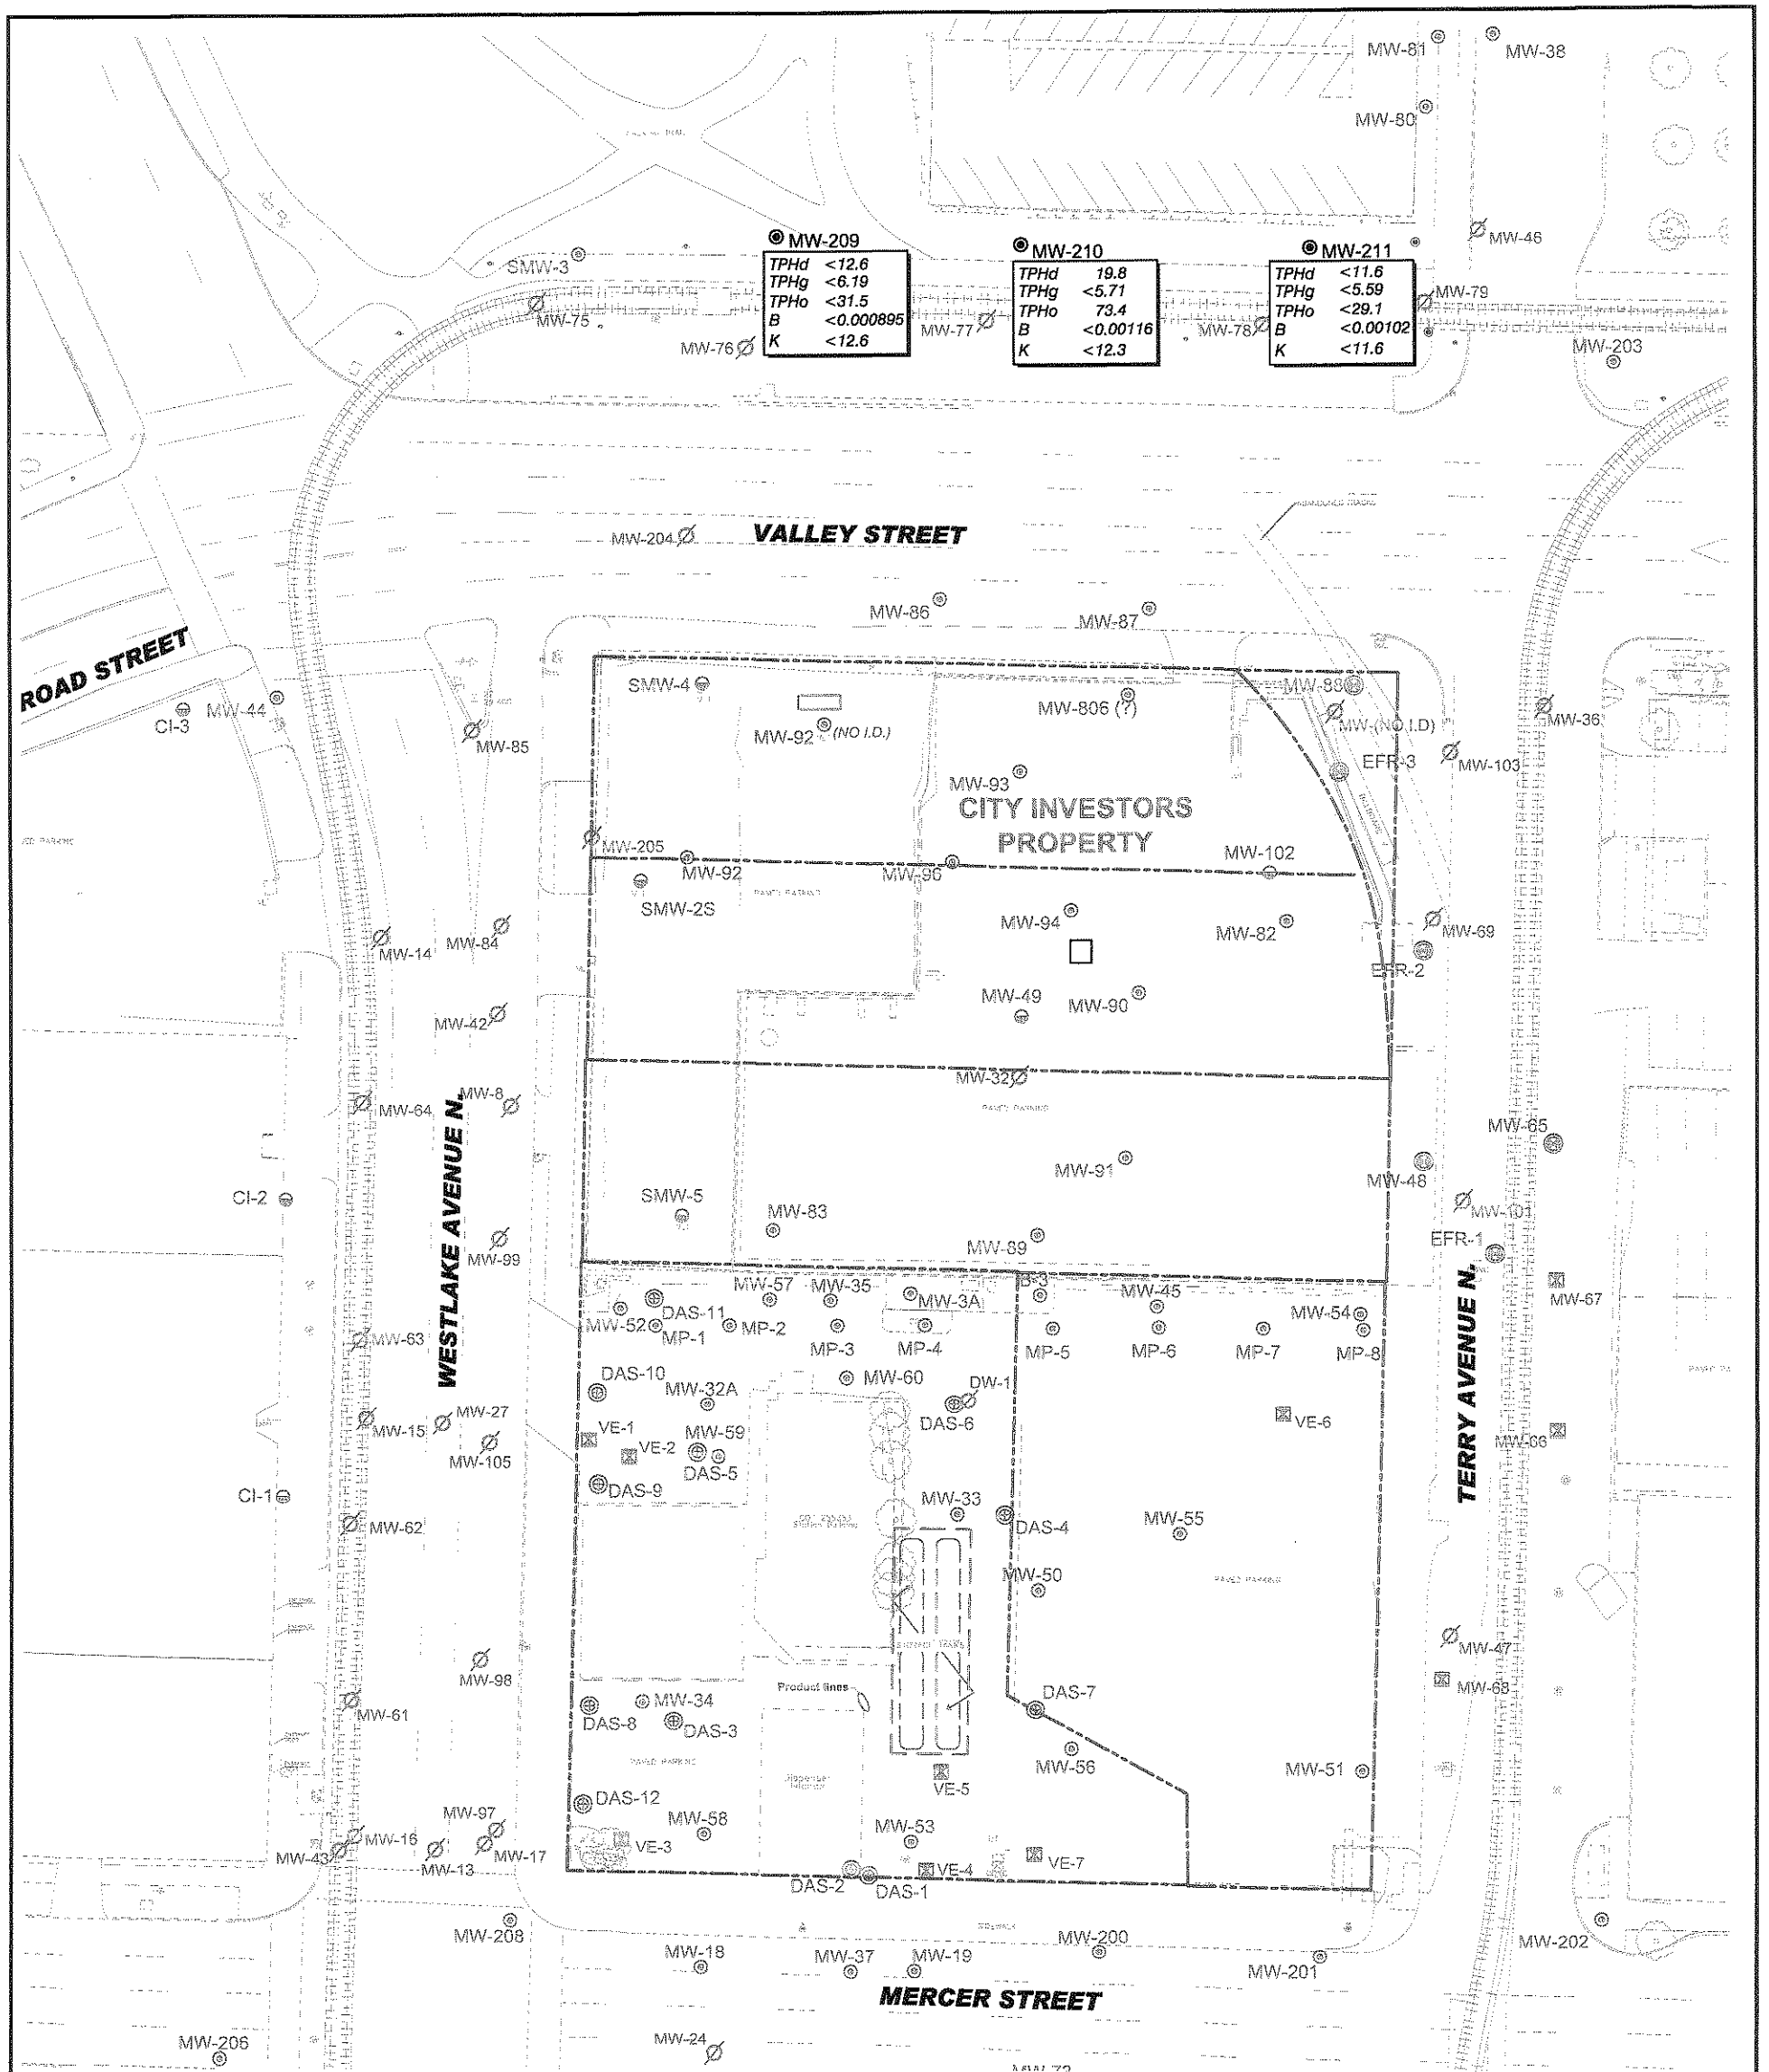 MW-81
MW-38
MW-80
MW-46
MW-209
TPHd <12.6
TPHg <6.19
TPHo <31.5
B <0.000895
K <12.6
MW-210
TPHd 19.8
TPHg <5.71
TPHo 73.4
B <0.00116
K <12.3
MW-211
TPHd <11.6
TPHg <5.59
TPHo <29.1
B <0.00102
K <11.6
SMW-3
MW-75
MW-76
MW-77
MW-78
MW-79
MW-203
MW-204
VALLEY STREET
MW-86
MW-87
ROAD STREET
CI-3
MW-44
MW-85
SMW-4
MW-92
(NO I.D.)
MW-806 (?)
MW-88
MW-(NO I.D)
MW-36
MW-93
EFR-3
MW-103
CITY INVESTORS
PROPERTY
MW-205
MW-92
PAVED PARKING
MW-96
MW-102
SMW-2S
MW-94
MW-82
MW-69
EFR-2
MW-14
MW-84
MW-49
MW-90
MW-42
MW-32
PAVED PARKING
MW-64
MW-8
WESTLAKE AVENUE N.
MW-91
MW-65
MW-48
CI-2
SMW-5
MW-83
MW-89
MW-101
EFR-1
MW-99
MW-57
MW-35
MW-3A
B-3
MW-45
MW-54
MW-67
MW-52
DAS-11
MP-1
MP-2
MP-3
MP-4
MP-5
MP-6
MP-7
MP-8
MW-63
DAS-10
MW-32A
MW-60
DW-1
DAS-6
VE-6
TERRY AVENUE N.
MW-15
MW-27
MW-105
VE-1
VE-2
MW-59
DAS-5
DAS-9
MW-66
CI-1
MW-62
MW-33
DAS-4
MW-55
MW-50
PAVED PARKING
MW-47
MW-98
MW-68
MW-61
DAS-8
MW-34
DAS-3
Product lines
DAS-7
PAVED PARKING
MW-56
MW-51
VE-5
DAS-12
MW-58
VE-3
MW-53
VE-7
VE-4
DAS-2
DAS-1
MW-97
MW-16
MW-43
MW-13
MW-17
MW-208
SIDEWALK
MW-18
MW-37
MW-19
MW-200
MW-201
MW-202
MERCER STREET
MW-206
MW-24